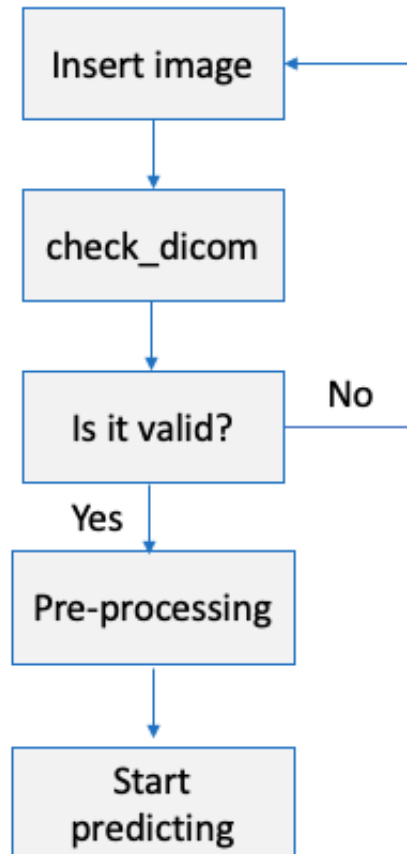 Insert image
check_dicom
Is it valid?
No
Yes
Pre-processing
Start
predicting